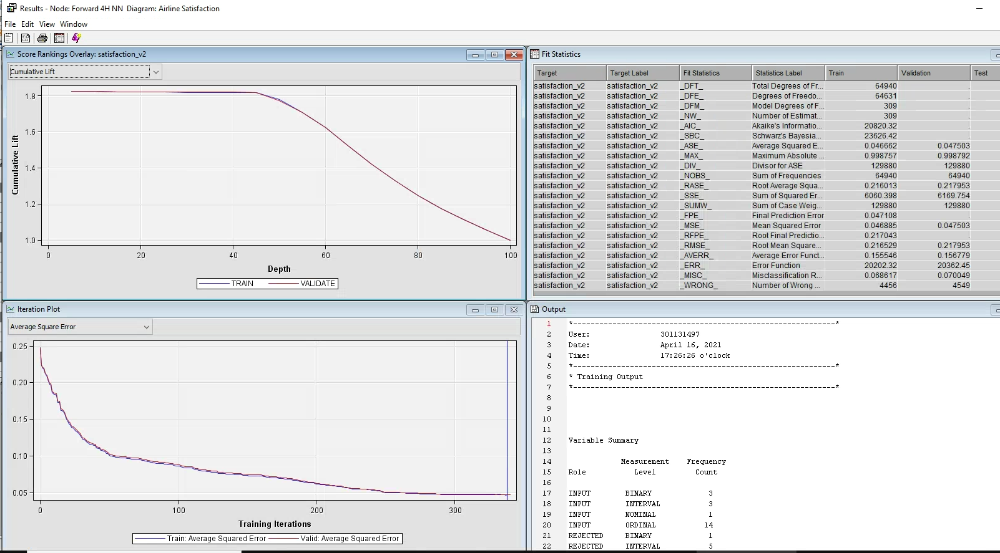 Results - Node: Forward 4H NN  Diagram: Airline Satisfaction
File Edit View Window
Score Rankings Overlay: satisfaction_v2
Cumulative Lift
1.8
1.6
1.4
1.2
1.0
Cumulative Lift
0 20 40 60 80 100
Depth
TRAIN VALIDATE
Fit Statistics
Target Target Label Fit Statistics Statistics Label Train Validation Test
satisfaction_v2 satisfaction_v2 _DFT_ Total Degrees of Fr... 64940 .
satisfaction_v2 satisfaction_v2 _DFE_ Degrees of Freedo... 64631 .
satisfaction_v2 satisfaction_v2 _DFM_ Model Degrees of F... 309 .
satisfaction_v2 satisfaction_v2 _NW_ Number of Estimat... 309 .
satisfaction_v2 satisfaction_v2 _AIC_ Akaike's Informatio... 20820.32 .
satisfaction_v2 satisfaction_v2 _SBC_ Schwarz's Bayesia... 23626.42 .
satisfaction_v2 satisfaction_v2 _ASE_ Average Squared E... 0.046662 0.047503
satisfaction_v2 satisfaction_v2 _MAX_ Maximum Absolute ... 0.998757 0.998792
satisfaction_v2 satisfaction_v2 _DIV_ Divisor for ASE 129880 129880
satisfaction_v2 satisfaction_v2 _NOBS_ Sum of Frequencies 64940 64940
satisfaction_v2 satisfaction_v2 _RASE_ Root Average Squa... 0.216013 0.217953
satisfaction_v2 satisfaction_v2 _SSE_ Sum of Squared Er... 6060.398 6169.754
satisfaction_v2 satisfaction_v2 _SUMW_ Sum of Case Weig... 129880 129880
satisfaction_v2 satisfaction_v2 _FPE_ Final Prediction Error 0.047108 .
satisfaction_v2 satisfaction_v2 _MSE_ Mean Squared Error 0.046885 0.047503
satisfaction_v2 satisfaction_v2 _RFPE_ Root Final Predictio... 0.217043 .
satisfaction_v2 satisfaction_v2 _RMSE_ Root Mean Square... 0.216529 0.217953
satisfaction_v2 satisfaction_v2 _AVERR_ Average Error Funct... 0.155546 0.156779
satisfaction_v2 satisfaction_v2 _ERR_ Error Function 20202.32 20362.45
satisfaction_v2 satisfaction_v2 _MISC_ Misclassification R... 0.068617 0.070049
satisfaction_v2 satisfaction_v2 _WRONG_ Number of Wrong ... 4456 4549
Iteration Plot
Average Square Error
0.25
0.20
0.15
0.10
0.05
0 100 200 300
Training Iterations
Train: Average Squared Error Valid: Average Squared Error
Output
1 *------------------------------------------------------------*
2 User: 301131497
3 Date: April 16, 2021
4 Time: 17:26:26 o'clock
5 *------------------------------------------------------------*
6 * Training Output
7 *------------------------------------------------------------*
8
9
10
11
12 Variable Summary
13
14 Measurement Frequency
15 Role Level Count
16
17 INPUT BINARY 3
18 INPUT INTERVAL 3
19 INPUT NOMINAL 1
20 INPUT ORDINAL 14
21 REJECTED BINARY 1
22 REJECTED INTERVAL 5